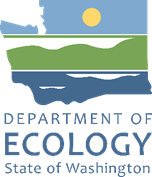 DEPARTMENT OF
ECOLOGY
State of Washington